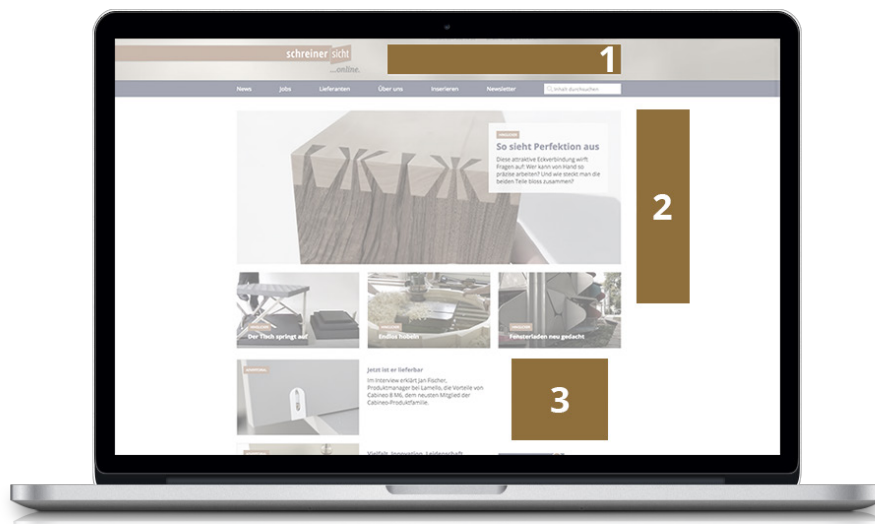 schreiner sicht
...online.
1
News Jobs Lieferanten Über uns Inserieren Newsletter Inhalt durchsuchen
So sieht Perfektion aus
Diese attraktive Eckverbindung wirft
Fragen auf: Wer kann von Hand so
präzise arbeiten? Und wie steckt man die
beiden Teile bloss zusammen?
2
Der Tisch springt auf
Endlos hobeln
Fensterladen neu gedacht
Jetzt ist er lieferbar
Im Interview erklärt Jan Fischer,
Produktmanager bei Lamello, die Vorteile von
Cabineo 8 M6, dem neusten Mitglied der
Cabineo-Produktfamilie.
3
Vielfalt, Innovation, Leidenschaft